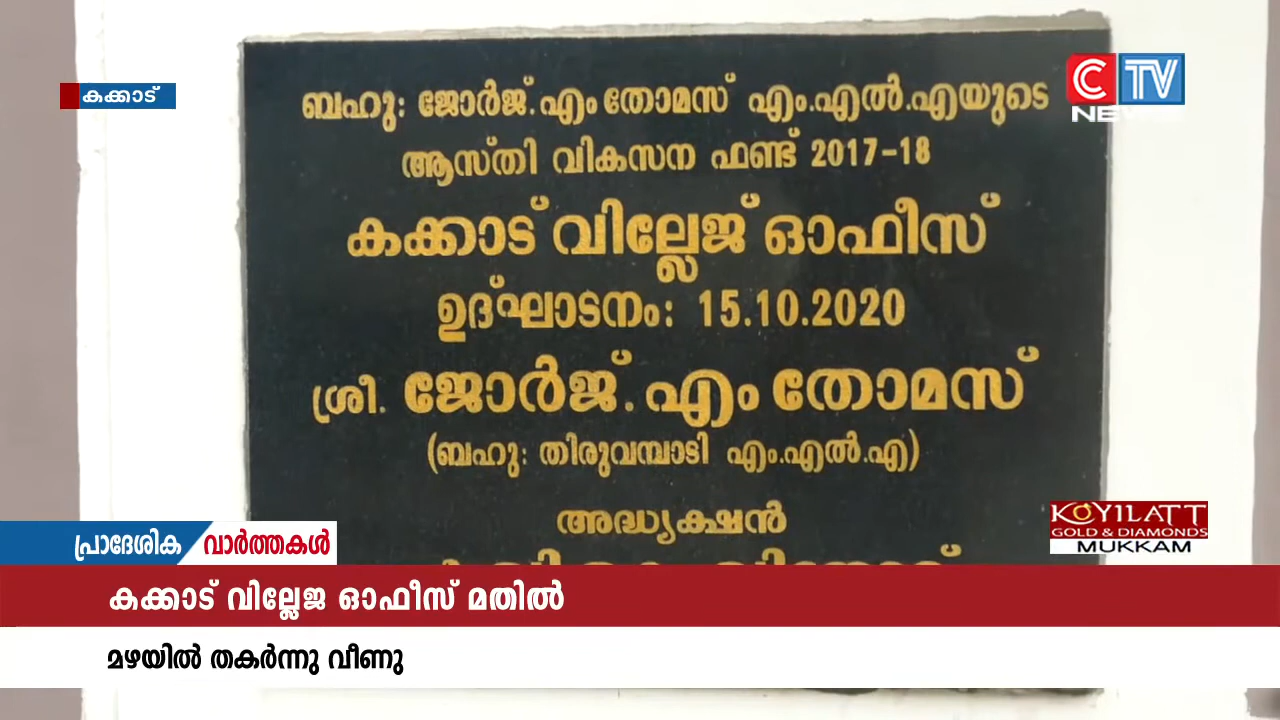 ബഹു: ജോർജ്.എം തോമസ് എം.എൽ.എയുടെ
ആസ്തി വികസന ഫണ്ട് 2017-18
കക്കാട് വില്ലേജ് ഓഫീസ്
ഉദ്ഘാടനം: 15.10.2020
ശ്രീ. ജോർജ്.എം തോമസ്
(ബഹു: തിരുവമ്പാടി എം.എൽ.എ)
അദ്ധ്യക്ഷൻ
കക്കാട്
CTV
NEWS
KOYILATT
GOLD & DIAMONDS
MUKKAM
പ്രാദേശിക വാർത്തകൾ
കക്കാട് വില്ലേജ ഓഫീസ് മതിൽ
മഴയിൽ തകർന്നു വീണു